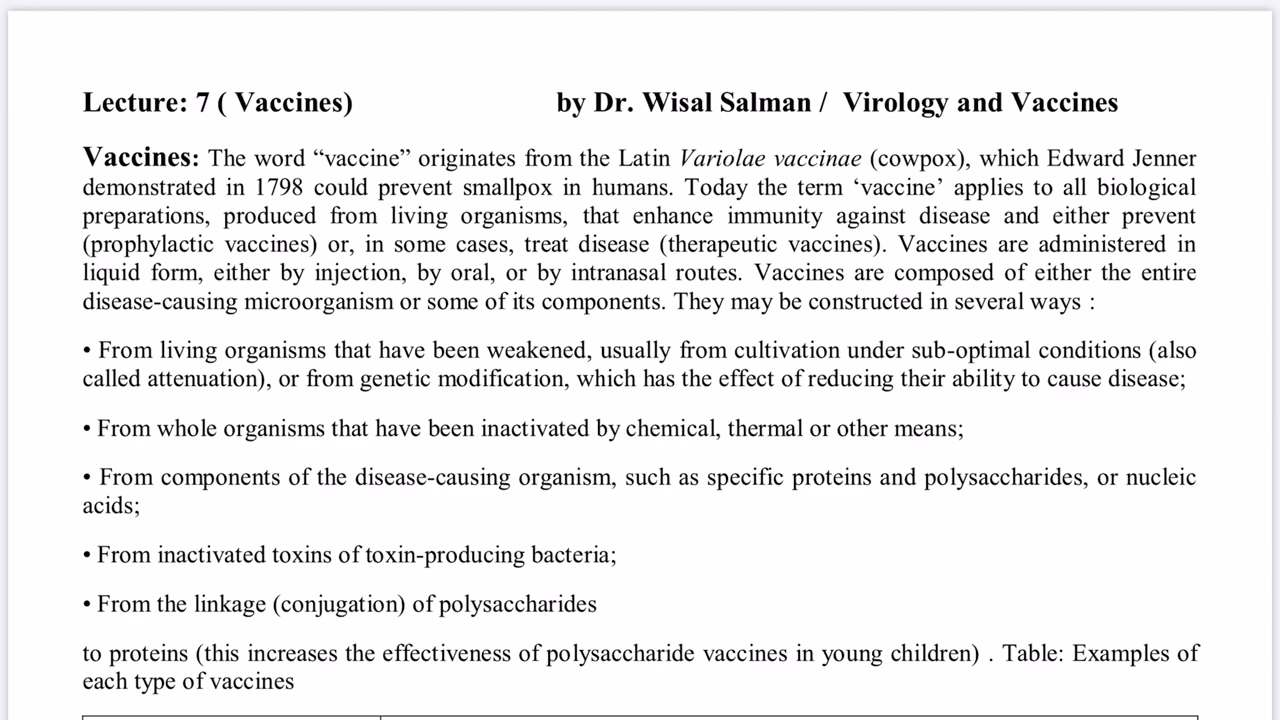 Lecture: 7 ( Vaccines) by Dr. Wisal Salman / Virology and Vaccines
Vaccines: The word “vaccine” originates from the Latin Variolae vaccinae (cowpox), which Edward Jenner
demonstrated in 1798 could prevent smallpox in humans. Today the term ‘vaccine’ applies to all biological
preparations, produced from living organisms, that enhance immunity against disease and either prevent
(prophylactic vaccines) or, in some cases, treat disease (therapeutic vaccines). Vaccines are administered in
liquid form, either by injection, by oral, or by intranasal routes. Vaccines are composed of either the entire
disease-causing microorganism or some of its components. They may be constructed in several ways :
• From living organisms that have been weakened, usually from cultivation under sub-optimal conditions (also
called attenuation), or from genetic modification, which has the effect of reducing their ability to cause disease;
• From whole organisms that have been inactivated by chemical, thermal or other means;
• From components of the disease-causing organism, such as specific proteins and polysaccharides, or nucleic
acids;
• From inactivated toxins of toxin-producing bacteria;
• From the linkage (conjugation) of polysaccharides
to proteins (this increases the effectiveness of polysaccharide vaccines in young children) . Table: Examples of
each type of vaccines